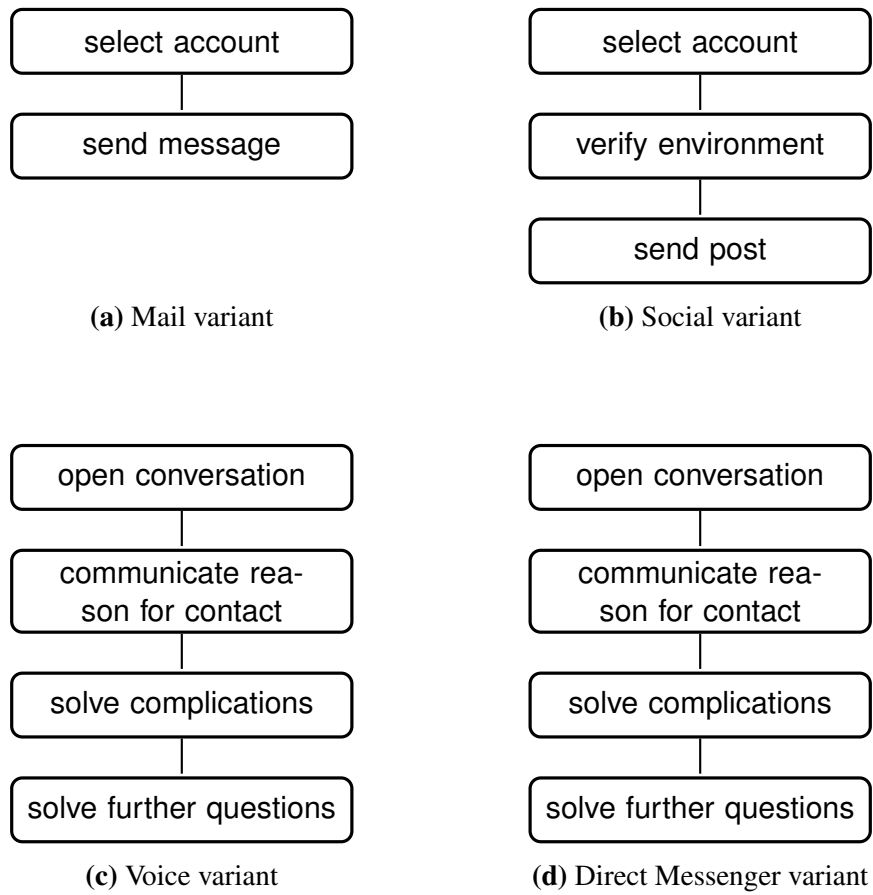 select account
send message
(a) Mail variant
select account
verify environment
send post
(b) Social variant
open conversation
communicate rea-
son for contact
solve complications
solve further questions
(c) Voice variant
open conversation
communicate rea-
son for contact
solve complications
solve further questions
(d) Direct Messenger variant